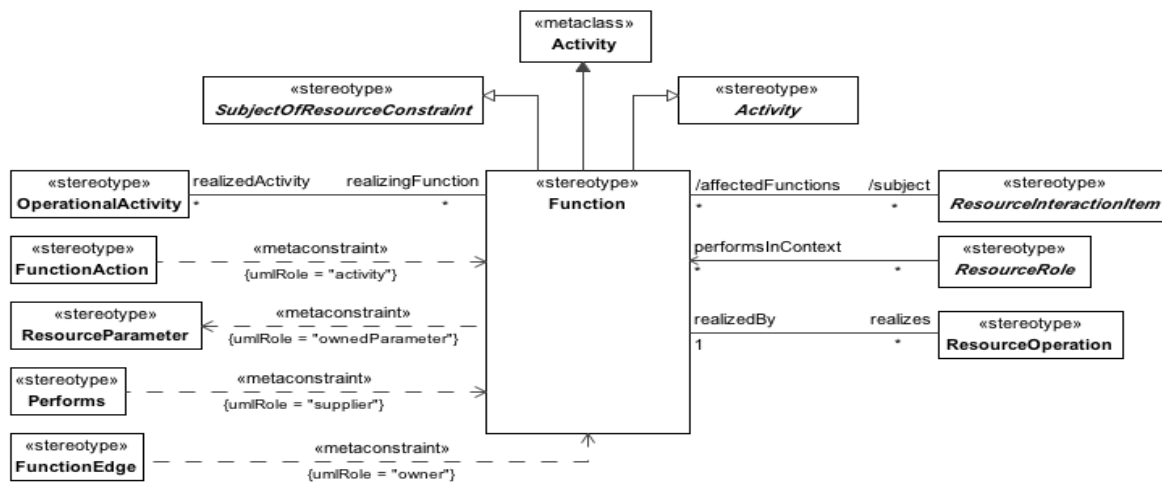 «metaclass»
Activity
«stereotype»
SubjectOfResourceConstraint
«stereotype»
Activity
«stereotype»
OperationalActivity
realizedActivity
*
realizingFunction
*
«stereotype»
Function
/affectedFunctions
*
/subject
*
«stereotype»
ResourceInteractionItem
«stereotype»
FunctionAction
«metaconstraint»
{umlRole = "activity"}
performsInContext
*
*
«stereotype»
ResourceRole
«stereotype»
ResourceParameter
«metaconstraint»
{umlRole = "ownedParameter"}
realizedBy
1
realizes
*
«stereotype»
ResourceOperation
«stereotype»
Performs
«metaconstraint»
{umlRole = "supplier"}
«stereotype»
FunctionEdge
«metaconstraint»
{umlRole = "owner"}